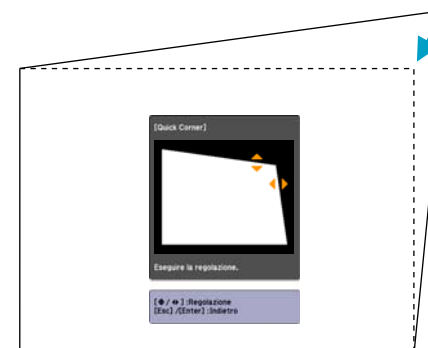 [Quick Corner]
Eseguire la regolazione.
[ / ] :Regolazione
[Esc] /[Enter] :Indietro